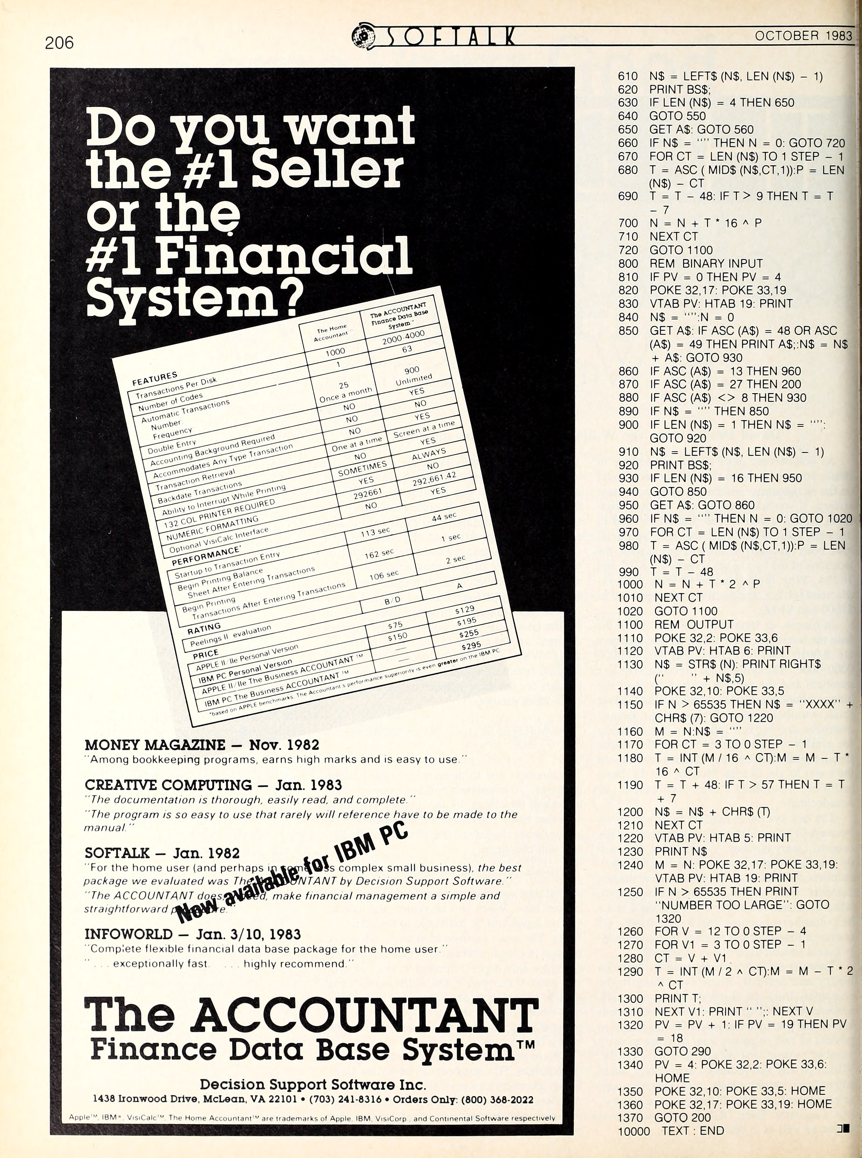 206
SOFTALK
OCTOBER 1983
Do you want
the #1 Seller
or the
#1 Financial
System?
The Home
Accountant
The ACCOUNTANT
Finance Data Base
System
FEATURES
Transactions Per Disk 1000 2000-4000
Number of Codes 1 63
Automatic Transactions
Number 25 900
Frequency Once a month Unlimited
Double Entry NO YES
Accounting Background Required NO NO
Accommodates Any Type Transaction NO YES
Transaction Retrieval One at a time Screen at a time
Backdate Transactions NO YES
Ability to Interrupt While Printing SOMETIMES ALWAYS
132 COL PRINTER REQUIRED YES NO
NUMERIC FORMATTING 292661 292,661.42
Optional VisiCalc Interface NO YES
PERFORMANCE*
Startup to Transaction Entry 113 sec 44 sec
Begin Printing Balance
Sheet After Entering Transactions 162 sec 1 sec
Begin Printing
Transactions After Entering Transactions 106 sec 2 sec
RATING
Peelings II evaluation B/D A
PRICE
APPLE II/IIe Personal Version $75 $129
IBM PC Personal Version $150 $195
APPLE II/IIe The Business ACCOUNTANT™ — $255
IBM PC The Business ACCOUNTANT™ — $295
*based on APPLE benchmarks. The Accountant's performance superiority is even greater on the IBM PC
MONEY MAGAZINE — Nov. 1982
"Among bookkeeping programs, earns high marks and is easy to use."
CREATIVE COMPUTING — Jan. 1983
"The documentation is thorough, easily read, and complete."
"The program is so easy to use that rarely will reference have to be made to the
manual."
SOFTALK — Jan. 1982
"For the home user (and perhaps in complex small business), the best
package we evaluated was The ACCOUNTANT by Decision Support Software."
"The ACCOUNTANT does, make financial management a simple and
straightforward
Now available for IBM PC
INFOWORLD — Jan. 3/10, 1983
"Complete flexible financial data base package for the home user."
". . . exceptionally fast. . . . highly recommend."
The ACCOUNTANT
Finance Data Base System™
Decision Support Software Inc.
1438 Ironwood Drive, McLean, VA 22101 • (703) 241-8316 • Orders Only: (800) 368-2022
Apple™, IBM®, VisiCalc™, The Home Accountant™ are trademarks of Apple, IBM, VisiCorp., and Continental Software respectively
610 N$ = LEFT$ (N$, LEN (N$) - 1)
620 PRINT BS$;
630 IF LEN (N$) = 4 THEN 650
640 GOTO 550
650 GET A$: GOTO 560
660 IF N$ = "" THEN N = 0: GOTO 720
670 FOR CT = LEN (N$) TO 1 STEP - 1
680 T = ASC ( MID$ (N$,CT,1)):P = LEN
(N$) - CT
690 T = T - 48: IF T > 9 THEN T = T
- 7
700 N = N + T * 16 ^ P
710 NEXT CT
720 GOTO 1100
800 REM BINARY INPUT
810 IF PV = 0 THEN PV = 4
820 POKE 32,17: POKE 33,19
830 VTAB PV: HTAB 19: PRINT
840 N$ = "":N = 0
850 GET A$: IF ASC (A$) = 48 OR ASC
(A$) = 49 THEN PRINT A$;:N$ = N$
+ A$: GOTO 930
860 IF ASC (A$) = 13 THEN 960
870 IF ASC (A$) = 27 THEN 200
880 IF ASC (A$) <> 8 THEN 930
890 IF N$ = "" THEN 850
900 IF LEN (N$) = 1 THEN N$ = "":
GOTO 920
910 N$ = LEFT$ (N$, LEN (N$) - 1)
920 PRINT BS$;
930 IF LEN (N$) = 16 THEN 950
940 GOTO 850
950 GET A$: GOTO 860
960 IF N$ = "" THEN N = 0: GOTO 1020
970 FOR CT = LEN (N$) TO 1 STEP - 1
980 T = ASC ( MID$ (N$,CT,1)):P = LEN
(N$) - CT
990 T = T - 48
1000 N = N + T * 2 ^ P
1010 NEXT CT
1020 GOTO 1100
1100 REM OUTPUT
1110 POKE 32,2: POKE 33,6
1120 VTAB PV: HTAB 6: PRINT
1130 N$ = STR$ (N): PRINT RIGHT$
("     " + N$,5)
1140 POKE 32,10: POKE 33,5
1150 IF N > 65535 THEN N$ = "XXXX" +
CHR$ (7): GOTO 1220
1160 M = N:N$ = ""
1170 FOR CT = 3 TO 0 STEP - 1
1180 T = INT (M / 16 ^ CT):M = M - T *
16 ^ CT
1190 T = T + 48: IF T > 57 THEN T = T
+ 7
1200 N$ = N$ + CHR$ (T)
1210 NEXT CT
1220 VTAB PV: HTAB 5: PRINT
1230 PRINT N$
1240 M = N: POKE 32,17: POKE 33,19:
VTAB PV: HTAB 19: PRINT
1250 IF N > 65535 THEN PRINT
"NUMBER TOO LARGE": GOTO
1320
1260 FOR V = 12 TO 0 STEP - 4
1270 FOR V1 = 3 TO 0 STEP - 1
1280 CT = V + V1
1290 T = INT (M / 2 ^ CT):M = M - T * 2
^ CT
1300 PRINT T;
1310 NEXT V1: PRINT " ";: NEXT V
1320 PV = PV + 1: IF PV = 19 THEN PV
= 18
1330 GOTO 290
1340 PV = 4: POKE 32,2: POKE 33,6:
HOME
1350 POKE 32,10: POKE 33,5: HOME
1360 POKE 32,17: POKE 33,19: HOME
1370 GOTO 200
10000 TEXT : END